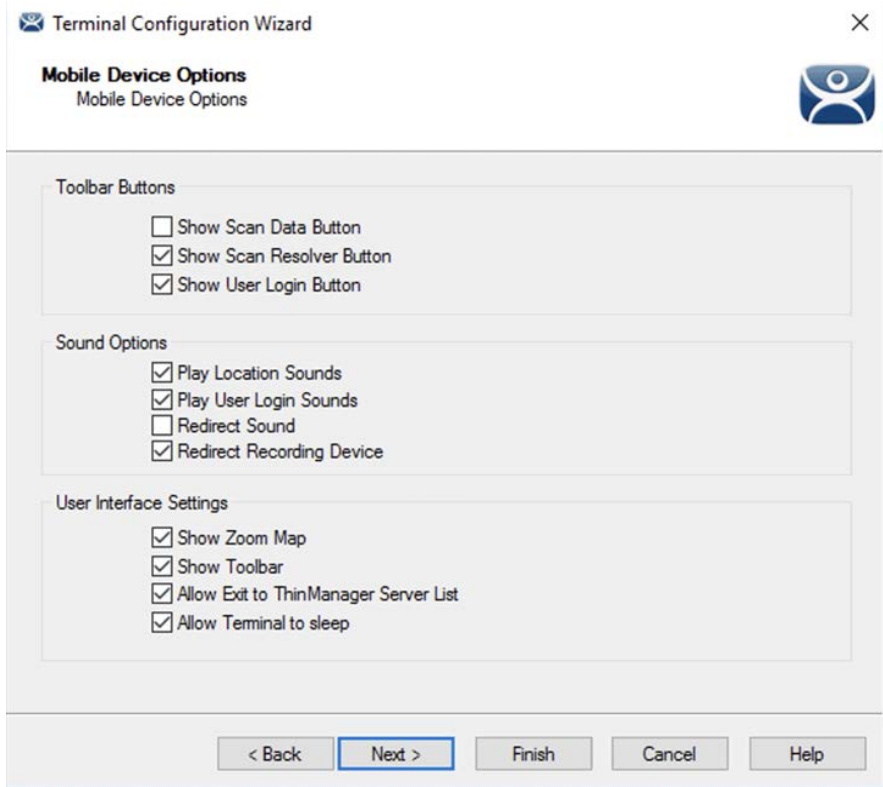 Terminal Configuration Wizard
Mobile Device Options
Mobile Device Options
Toolbar Buttons
Show Scan Data Button
Show Scan Resolver Button
Show User Login Button
Sound Options
Play Location Sounds
Play User Login Sounds
Redirect Sound
Redirect Recording Device
User Interface Settings
Show Zoom Map
Show Toolbar
Allow Exit to ThinManager Server List
Allow Terminal to sleep
< Back Next > Finish Cancel Help